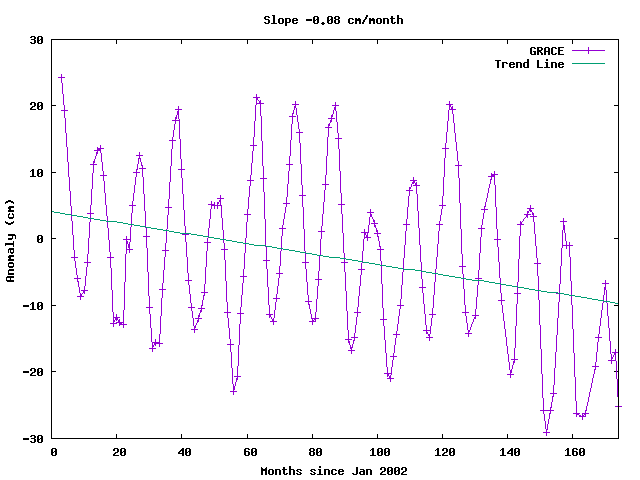 Slope -0.08 cm/month
30
GRACE
Trend Line
20
10
0
-10
-20
-30
Anomaly (cm)
0 20 40 60 80 100 120 140 160
Months since Jan 2002